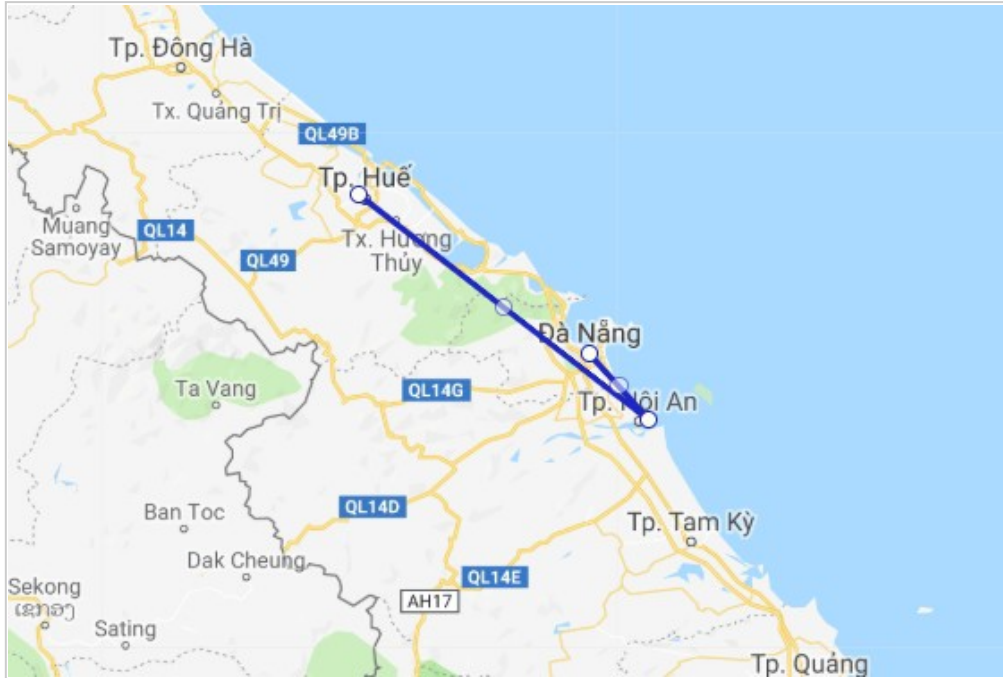 Tp. Đông Hà
Tx. Quảng Trị
QL49B
Tp. Huế
Muang
Samoyay
QL14
Tx. Hương
Thủy
QL49
Đà Nẵng
Ta Vang
QL14G
Tp. Hội An
QL14D
Ban Toc
Tp. Tam Kỳ
Dak Cheung
QL14E
Sekong
ເຊກອງ
AH17
Sating
Tp. Quảng